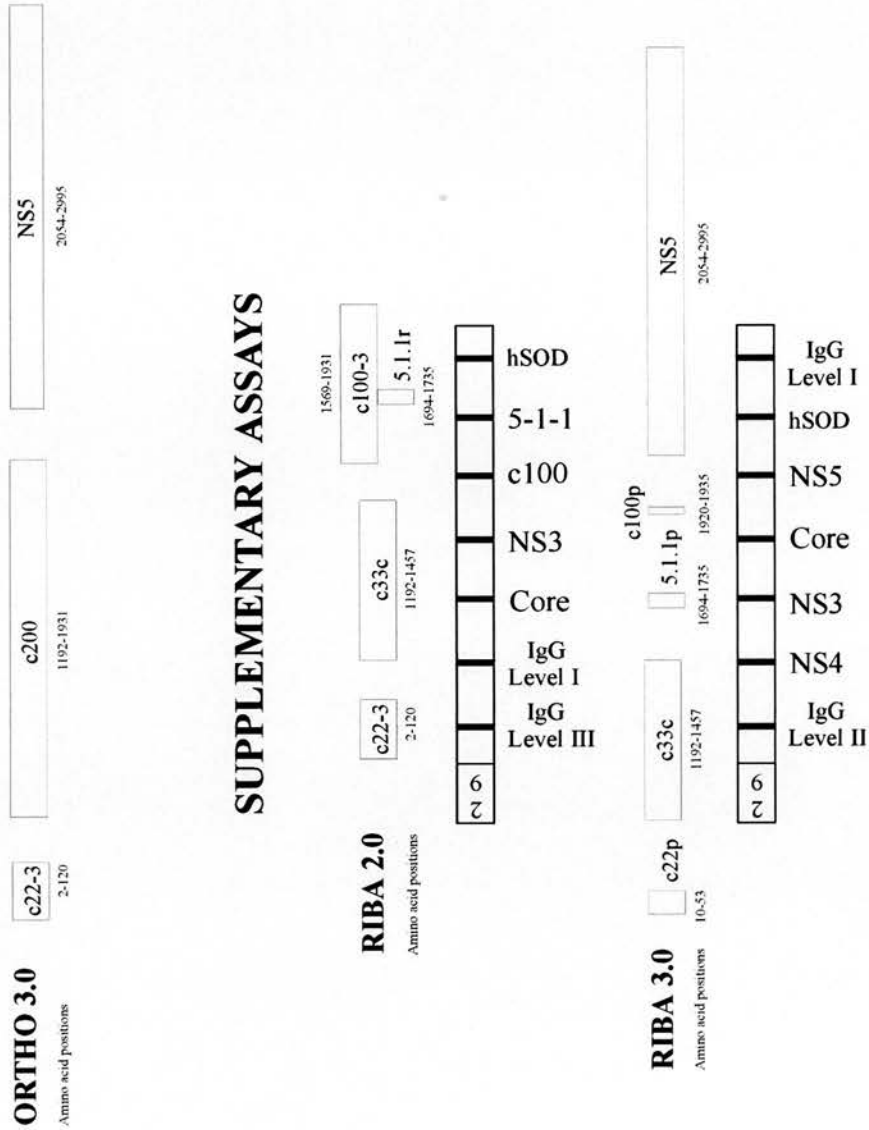 ORTHO 3.0
Amino acid positions
c22-3
2-120
c200
1192-1931
NS5
2054-2995
SUPPLEMENTARY ASSAYS
RIBA 2.0
Amino acid positions
c22-3
2-120
c33c
1192-1457
1569-1931
c100-3
5.1.1r
1694-1735
2 9
IgG
Level III
IgG
Level I
Core
NS3
c100
5-1-1
hSOD
RIBA 3.0
Amino acid positions
c22p
10-53
c33c
1192-1457
5.1.1p
1694-1735
c100p
1920-1935
NS5
2054-2995
2 9
IgG
Level II
NS4
NS3
Core
NS5
hSOD
IgG
Level I